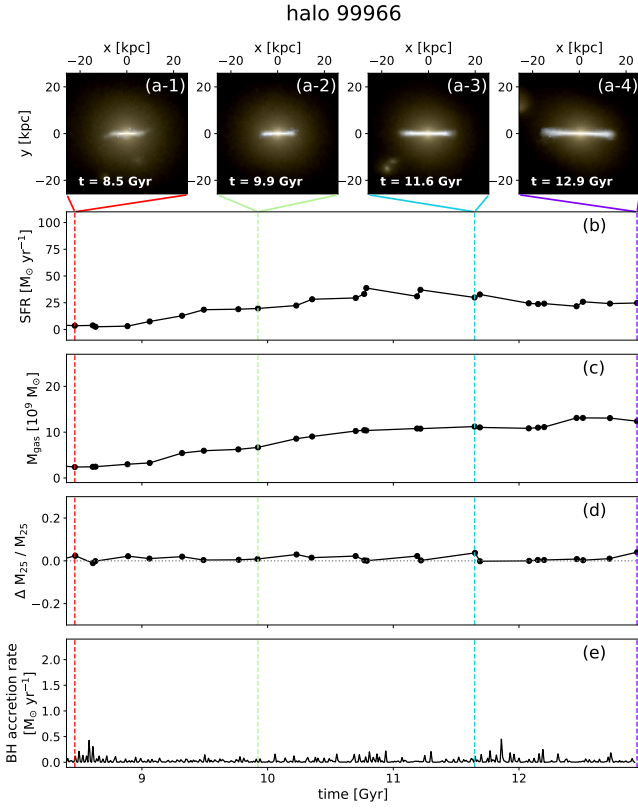 halo 99966
x [kpc] x [kpc] x [kpc] x [kpc]
−20 0 20 −20 0 20 −20 0 20 −20 0 20
(a-1) (a-2) (a-3) (a-4)
20
0
−20
y [kpc]
t = 8.5 Gyr t = 9.9 Gyr t = 11.6 Gyr t = 12.9 Gyr
(b)
100
75
50
25
0
SFR [M⊙ yr⁻¹]
(c)
20
10
0
Mgas [10⁹ M⊙]
(d)
0.2
0.0
−0.2
Δ M₂₅ / M₂₅
(e)
2.0
1.5
1.0
0.5
0.0
BH accretion rate
[M⊙ yr⁻¹]
9 10 11 12
time [Gyr]